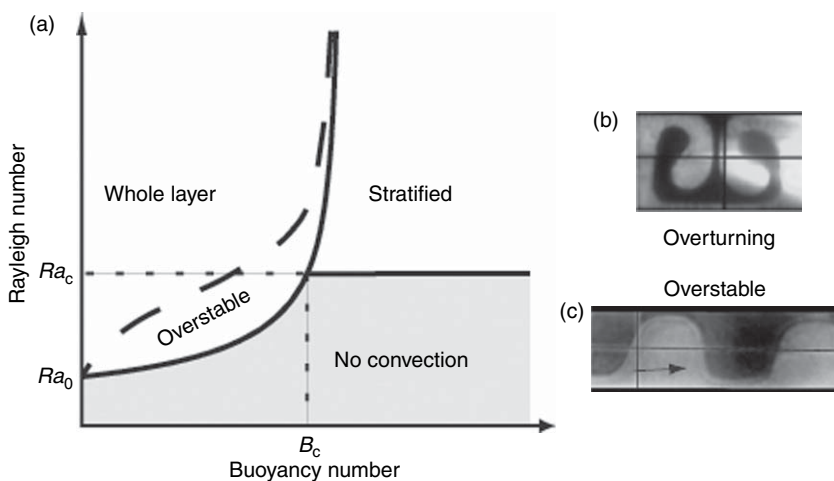 (a)
Rayleigh number
Whole layer
Stratified
Ra_c
Overstable
Ra_0
No convection
B_c
Buoyancy number
(b)
Overturning
Overstable
(c)